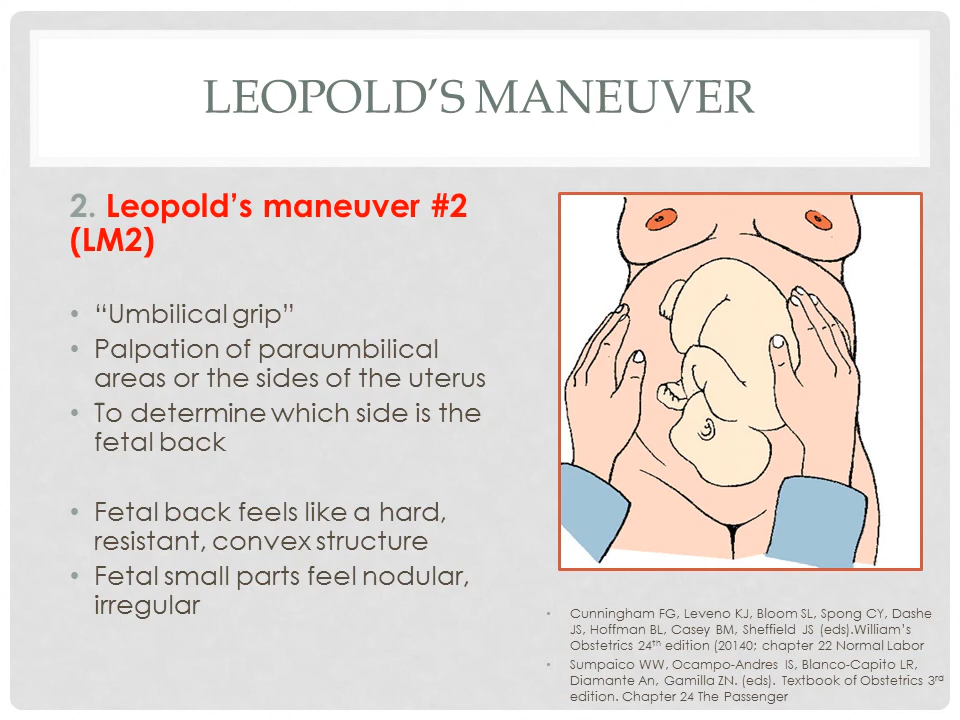 LEOPOLD’S MANEUVER
2. Leopold’s maneuver #2
(LM2)
• “Umbilical grip”
• Palpation of paraumbilical
areas or the sides of the uterus
• To determine which side is the
fetal back
• Fetal back feels like a hard,
resistant, convex structure
• Fetal small parts feel nodular,
irregular
• Cunningham FG, Leveno KJ, Bloom SL, Spong CY, Dashe
JS, Hoffman BL, Casey BM, Sheffield JS (eds).William’s
Obstetrics 24th edition (20140; chapter 22 Normal Labor
• Sumpaico WW, Ocampo-Andres IS, Blanco-Capito LR,
Diamante An, Gamilla ZN. (eds). Textbook of Obstetrics 3rd
edition. Chapter 24 The Passenger